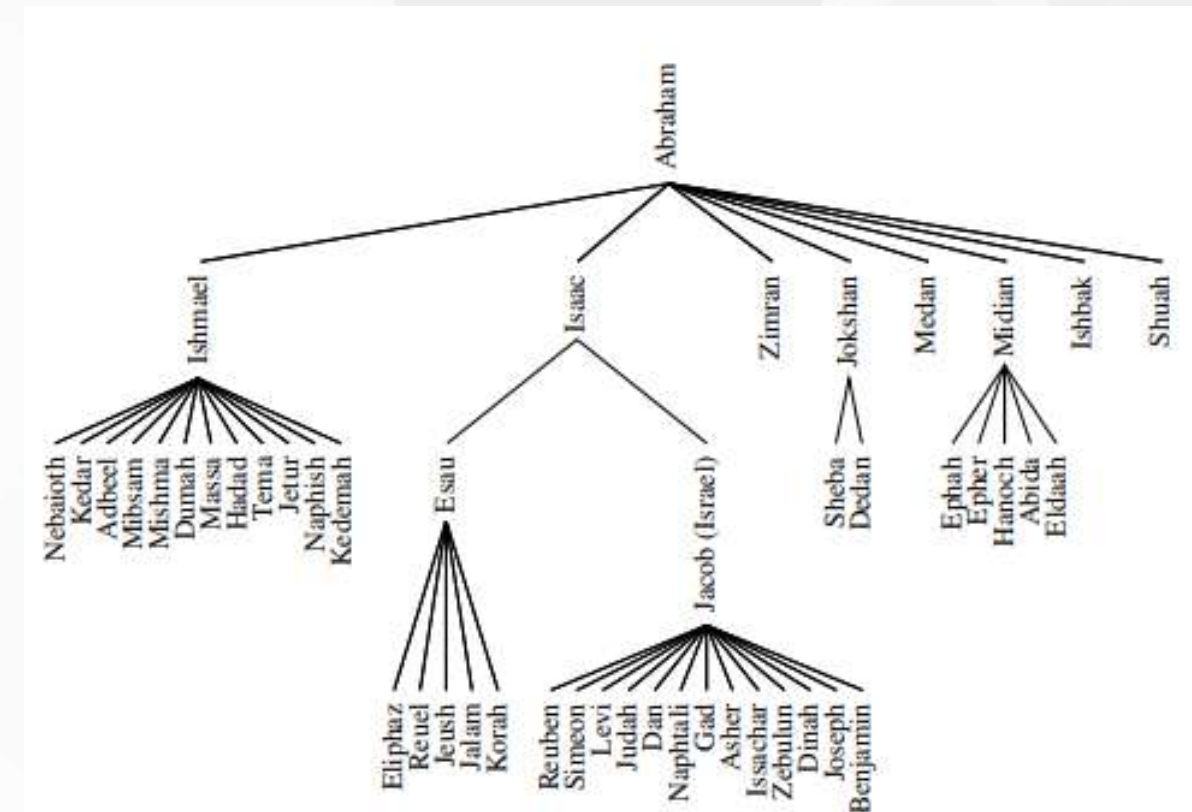 Abraham
Ishmael
Isaac
Zimran
Jokshan
Medan
Midian
Ishbak
Shuah
Nebaioth
Kedar
Adbeel
Mibsam
Mishma
Dumah
Massa
Hadad
Tema
Jetur
Naphish
Kedemah
Esau
Jacob (Israel)
Sheba
Dedan
Ephah
Epher
Hanoch
Abida
Eldaah
Eliphaz
Reuel
Jeush
Jalam
Korah
Reuben
Simeon
Levi
Judah
Dan
Naphtali
Gad
Asher
Issachar
Zebulun
Dinah
Joseph
Benjamin